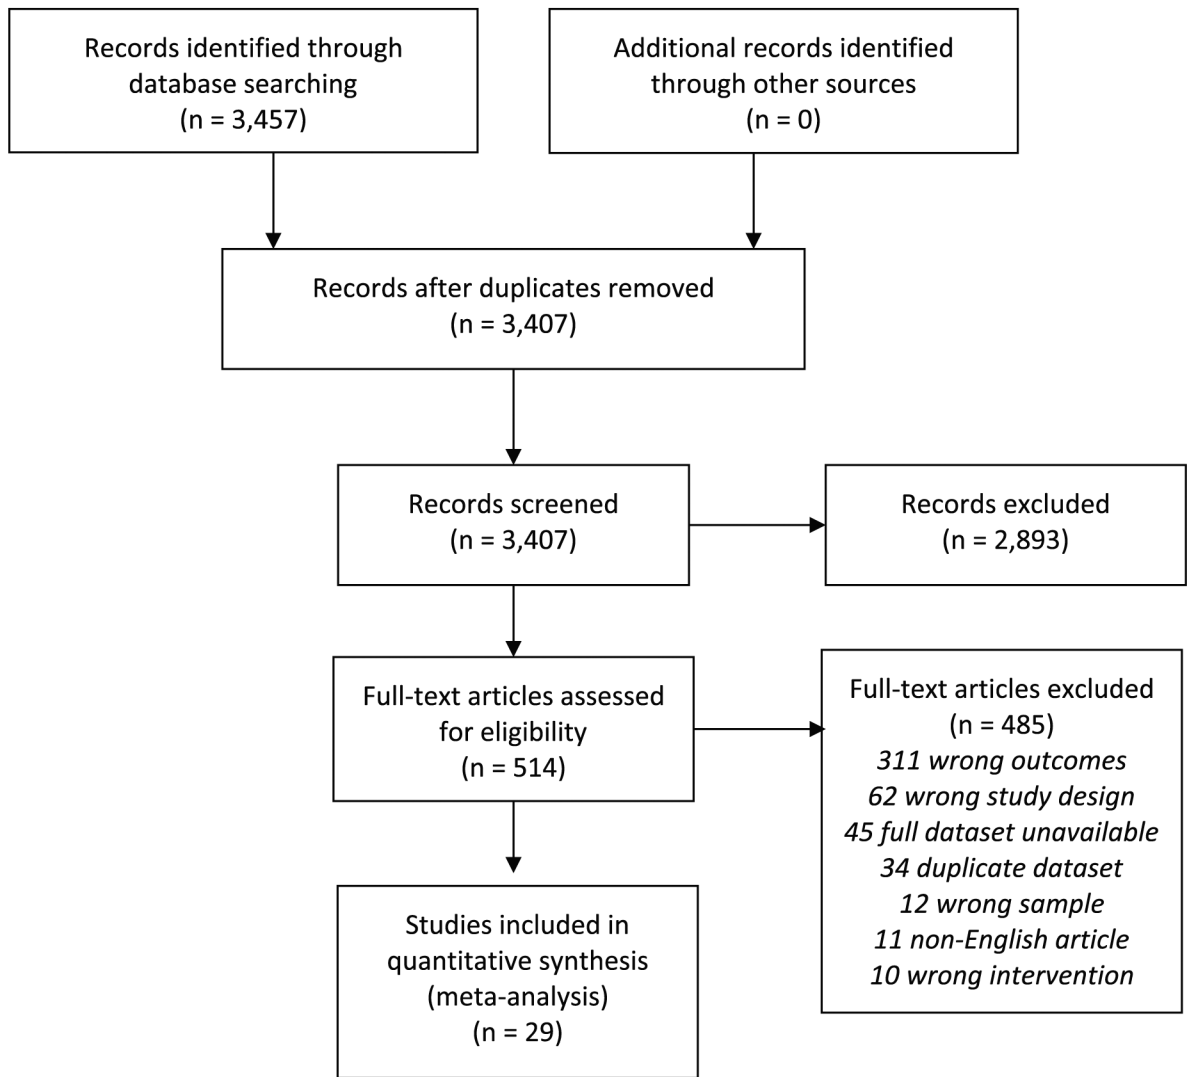 Records identified through
database searching
(n = 3,457)
Additional records identified
through other sources
(n = 0)
Records after duplicates removed
(n = 3,407)
Records screened
(n = 3,407)
Records excluded
(n = 2,893)
Full-text articles assessed
for eligibility
(n = 514)
Full-text articles excluded
(n = 485)
311 wrong outcomes
62 wrong study design
45 full dataset unavailable
34 duplicate dataset
12 wrong sample
11 non-English article
10 wrong intervention
Studies included in
quantitative synthesis
(meta-analysis)
(n = 29)